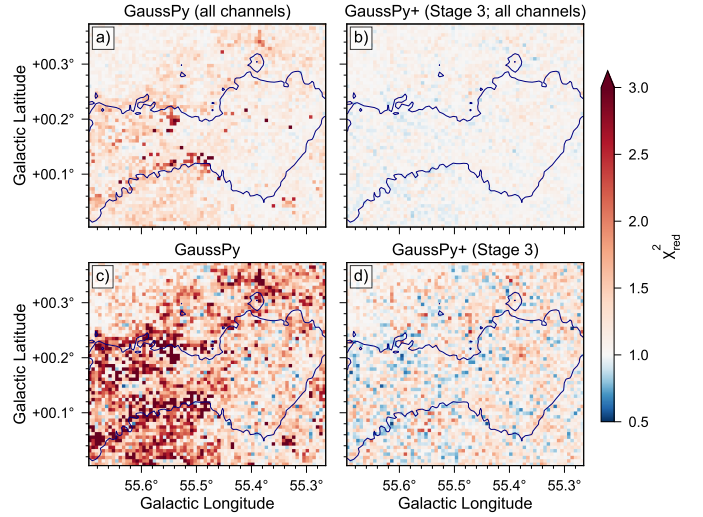 GaussPy (all channels)
GaussPy+ (Stage 3; all channels)
a)
b)
+00.3°
+00.2°
+00.1°
Galactic Latitude
GaussPy
GaussPy+ (Stage 3)
c)
d)
+00.3°
+00.2°
+00.1°
Galactic Latitude
55.6°
55.5°
55.4°
55.3°
55.6°
55.5°
55.4°
55.3°
Galactic Longitude
Galactic Longitude
3.0
2.5
2.0
1.5
1.0
0.5
χ²red